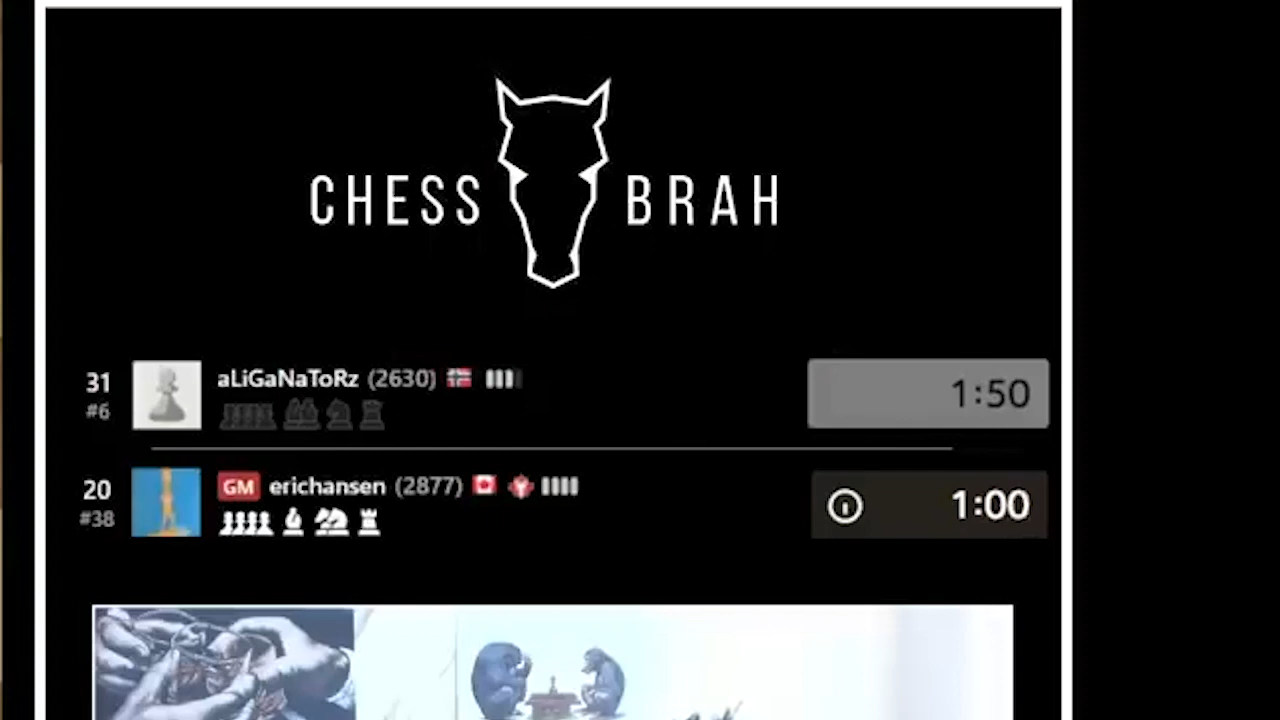 CHESS BRAH
31 aLiGaNaToRz (2630) 1:50
#6
20 GM erichansen (2877) 1:00
#38